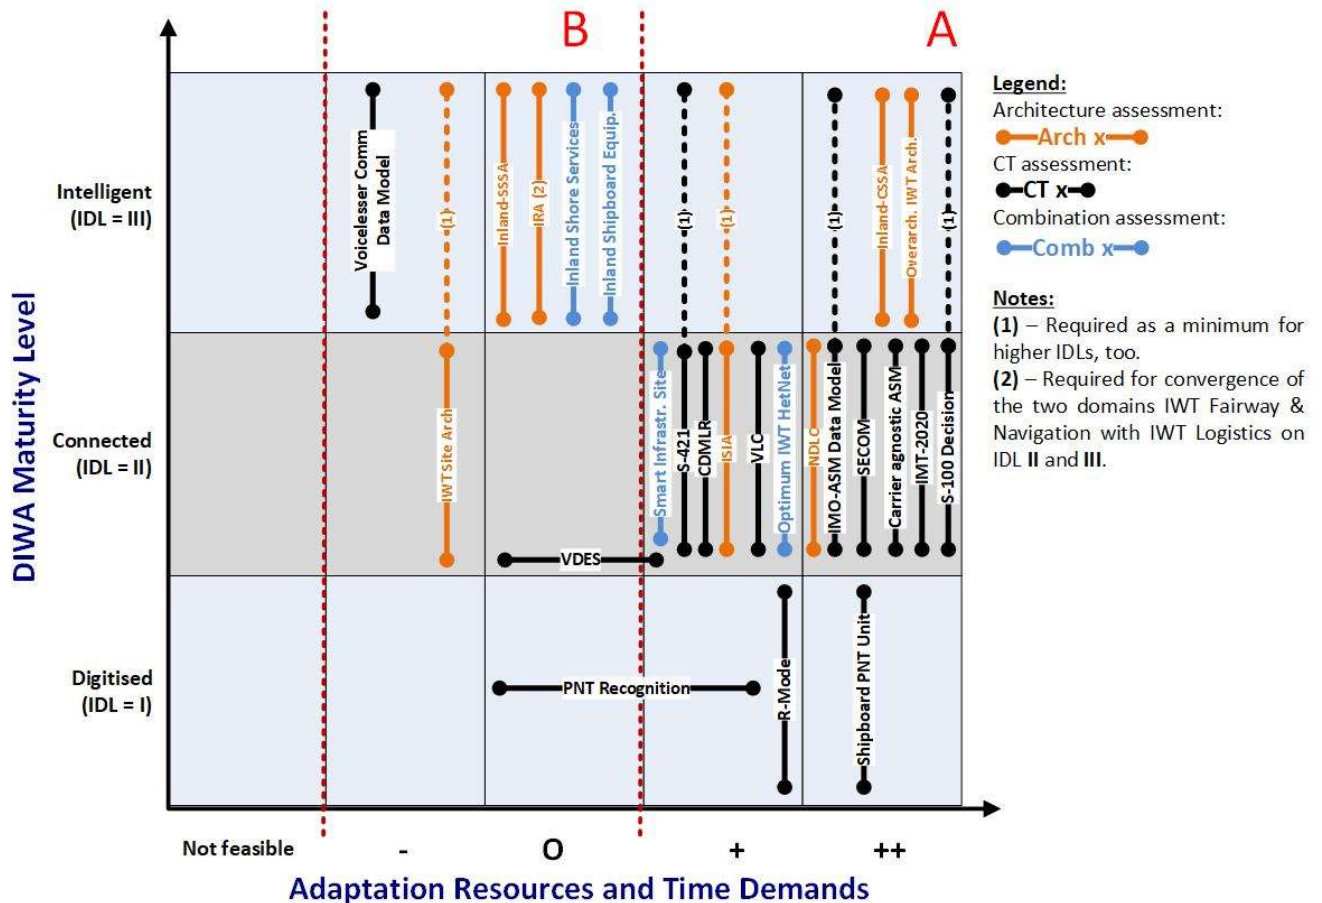 B
A
Intelligent
(IDL = III)
Connected
(IDL = II)
Digitised
(IDL = I)
DIWA Maturity Level
Voicelesser Comm
Data Model
(1)
Inland-SSSA
IRA (2)
Inland Shore Services
Inland Shipboard Equip.
(1)
(1)
(1)
Inland-CSSA
Overarch. IWT Arch.
(1)
IWT Site Arch
VDES
Smart Infrastr. Site
S-421
CDMLR
ISIA
VLC
Optimum IWT HetNet
NDLC
IMO-ASM Data Model
SECOM
Carrier agnostic ASM
IMT-2020
S-100 Decision
PNT Recognition
R-Mode
Shipboard PNT Unit
Not feasible
-
O
+
++
Adaptation Resources and Time Demands
Legend:
Architecture assessment:
Arch x
CT assessment:
CT x
Combination assessment:
Comb x
Notes:
(1) – Required as a minimum for
higher IDLs, too.
(2) – Required for convergence of
the two domains IWT Fairway &
Navigation with IWT Logistics on
IDL II and III.